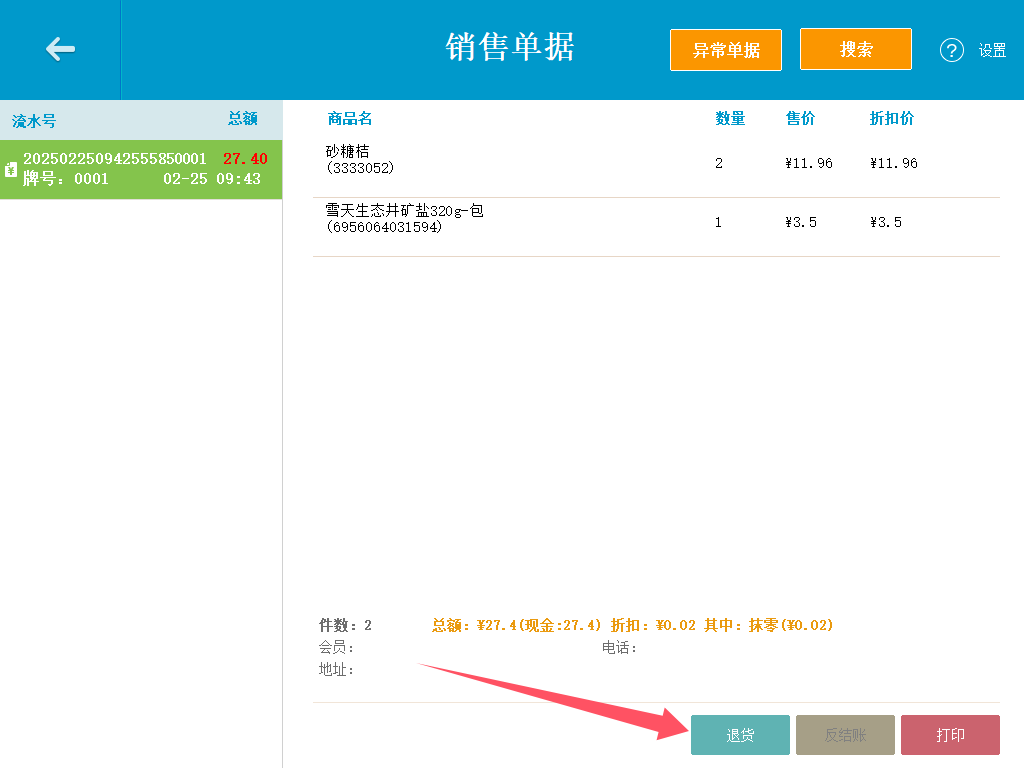 销售单据
异常单据
搜索
? 设置
流水号 总额
202502250942555850001 27.40
牌号：0001 02-25 09:43
商品名 数量 售价 折扣价
砂糖桔
(3333052)
2 ¥11.96 ¥11.96
雪天生态井矿盐320g-包
(6956064031594)
1 ¥3.5 ¥3.5
件数：2 总额：¥27.4(现金:27.4) 折扣：¥0.02 其中：抹零(¥0.02)
会员： 电话：
地址：
退货 反结账 打印